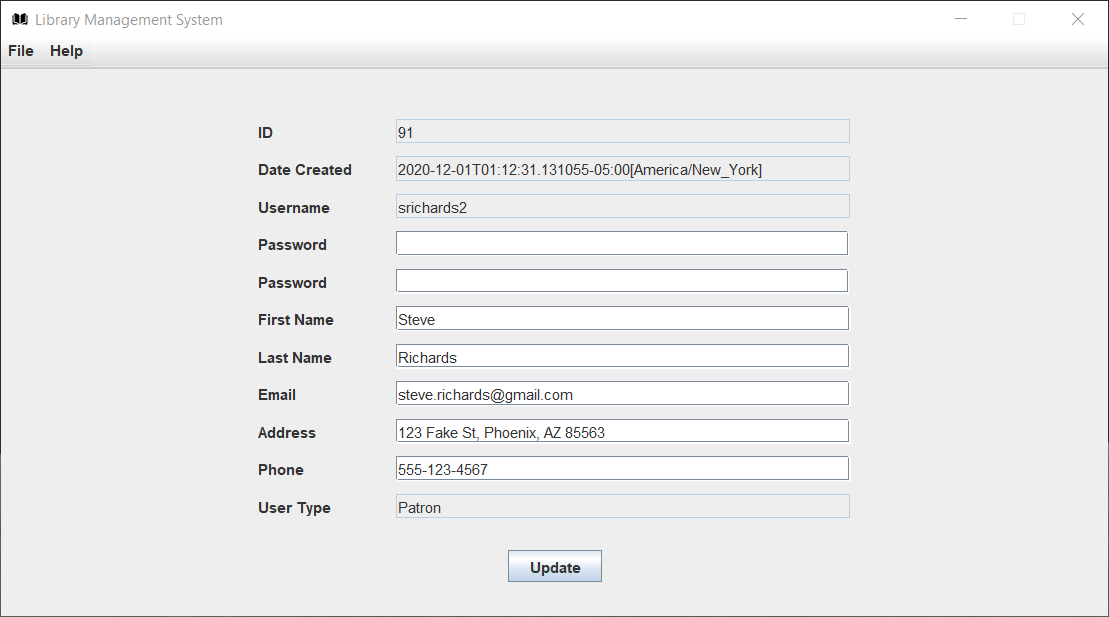 Library Management System
File Help
ID 91
Date Created 2020-12-01T01:12:31.131055-05:00[America/New_York]
Username srichards2
Password
Password
First Name Steve
Last Name Richards
Email steve.richards@gmail.com
Address 123 Fake St, Phoenix, AZ 85563
Phone 555-123-4567
User Type Patron
Update